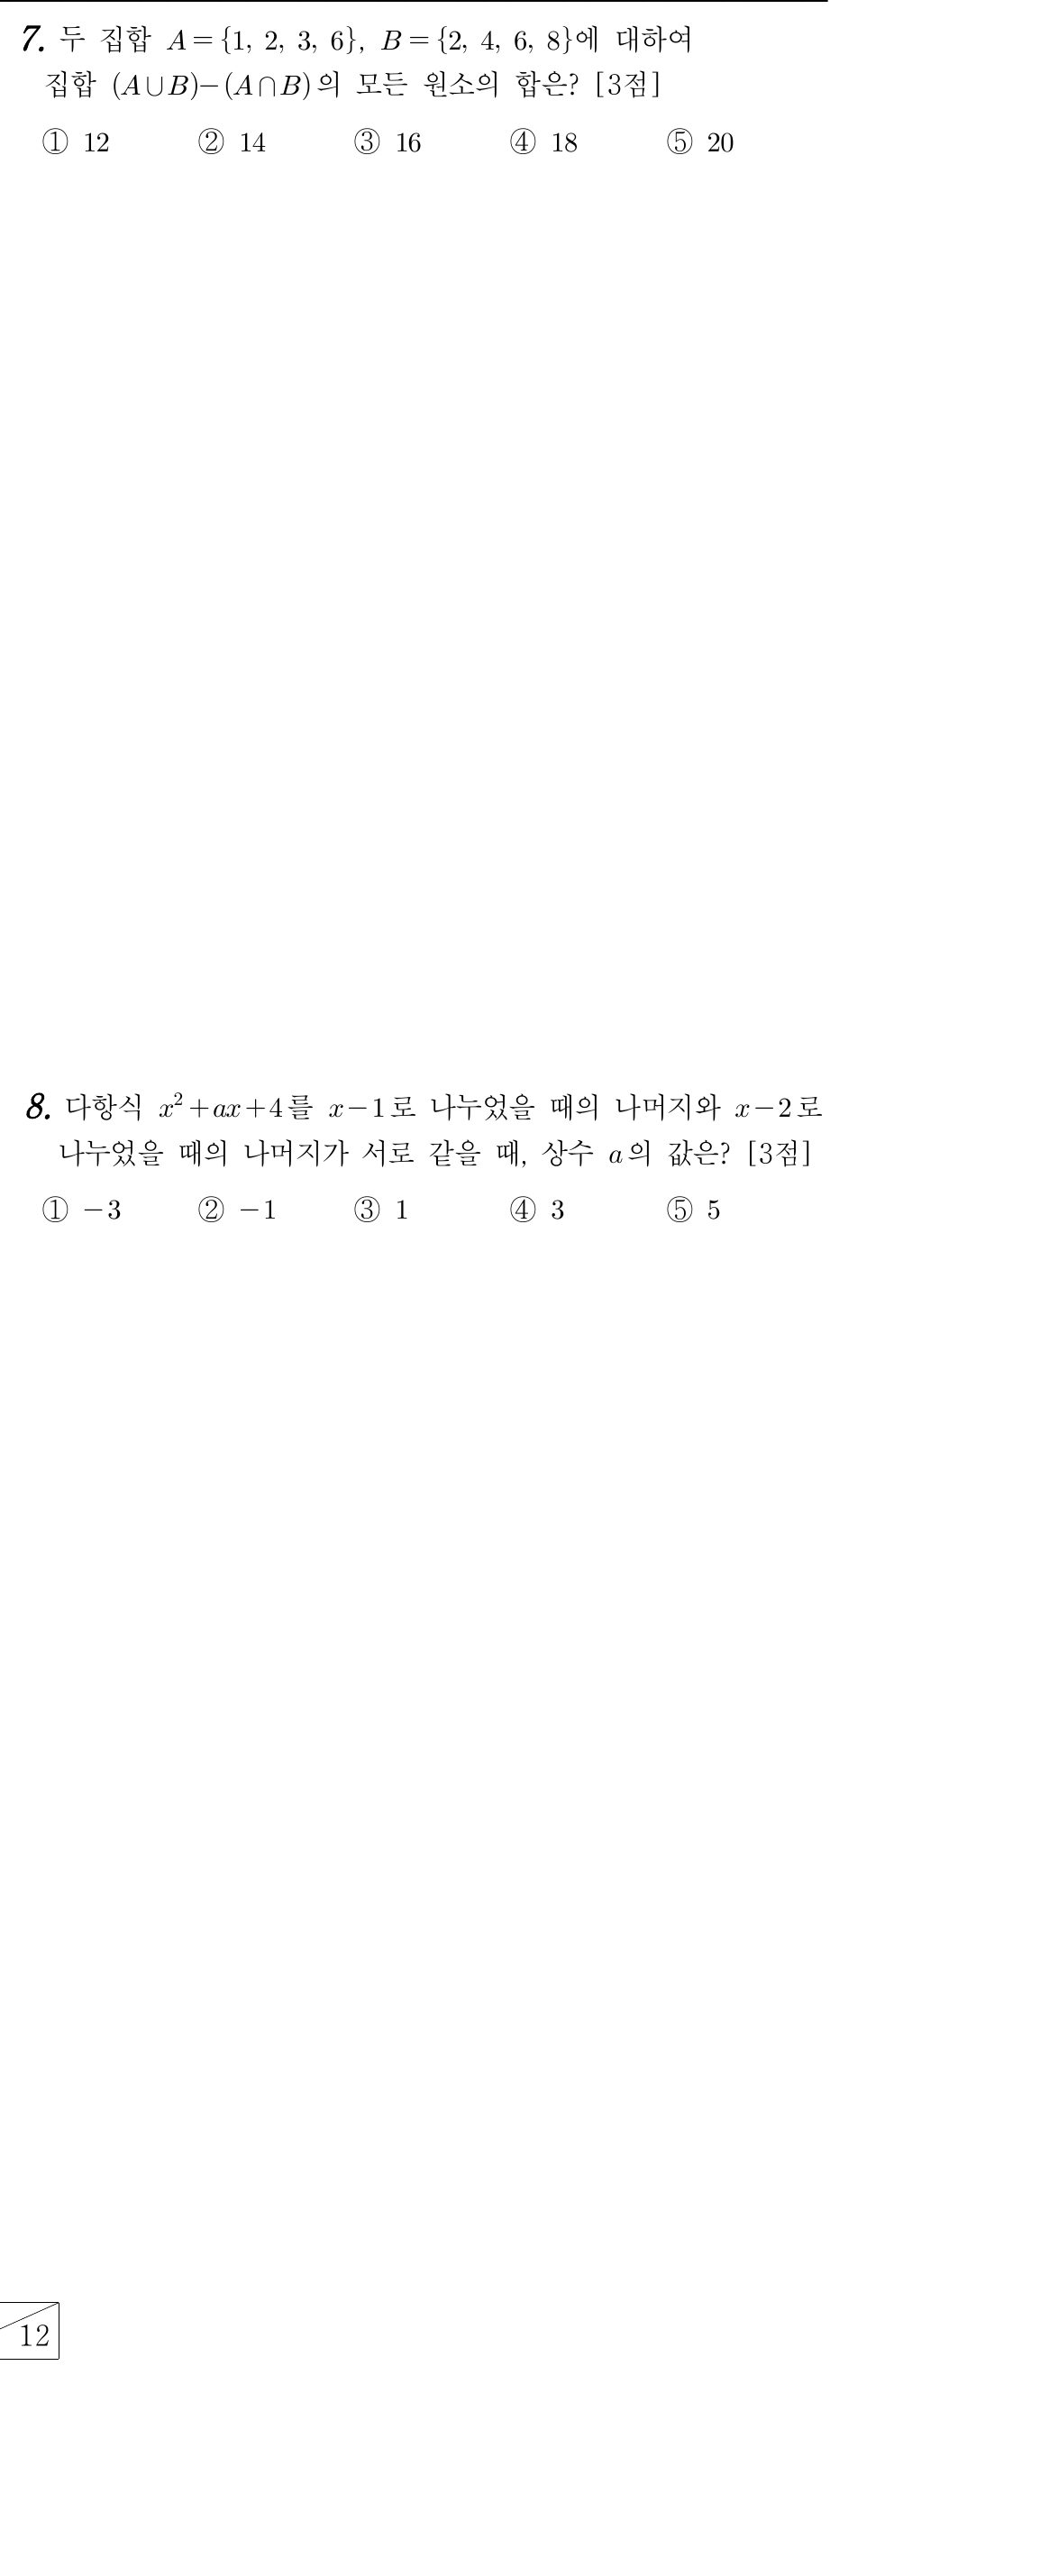 7. 두 집합 A = {1, 2, 3, 6}, B = {2, 4, 6, 8}에 대하여
집합 (A∪B)−(A∩B)의 모든 원소의 합은? [3점]
① 12 ② 14 ③ 16 ④ 18 ⑤ 20
8. 다항식 x²+ax+4를 x−1로 나누었을 때의 나머지와 x−2로
나누었을 때의 나머지가 서로 같을 때, 상수 a의 값은? [3점]
① −3 ② −1 ③ 1 ④ 3 ⑤ 5
12